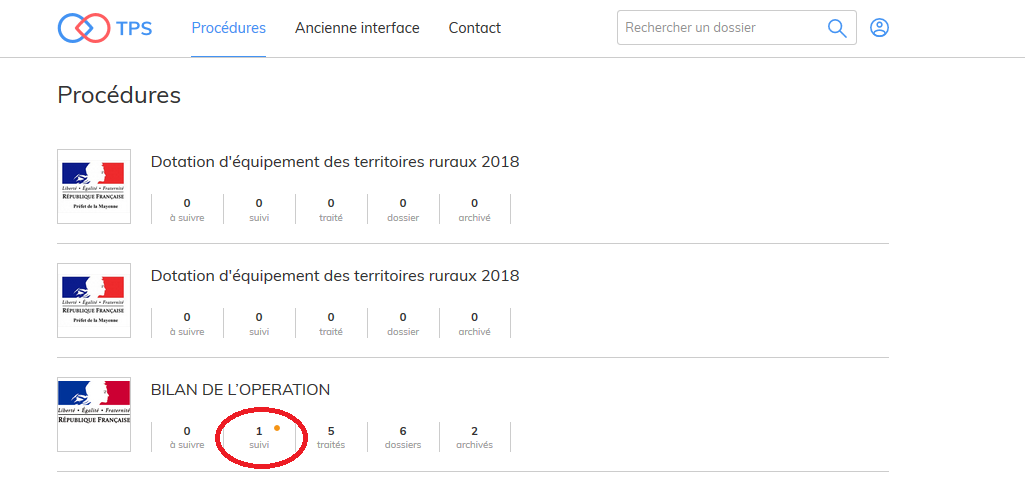 TPS Procédures Ancienne interface Contact Rechercher un dossier
Procédures
Liberté • Égalité • Fraternité
RÉPUBLIQUE FRANÇAISE
Préfet de la Mayenne
Dotation d'équipement des territoires ruraux 2018
0 0 0 0 0
à suivre suivi traité dossier archivé
Liberté • Égalité • Fraternité
RÉPUBLIQUE FRANÇAISE
Préfet de la Mayenne
Dotation d'équipement des territoires ruraux 2018
0 0 0 0 0
à suivre suivi traité dossier archivé
Liberté • Égalité • Fraternité
RÉPUBLIQUE FRANÇAISE
BILAN DE L’OPERATION
0 1 5 6 2
à suivre suivi traités dossiers archivés